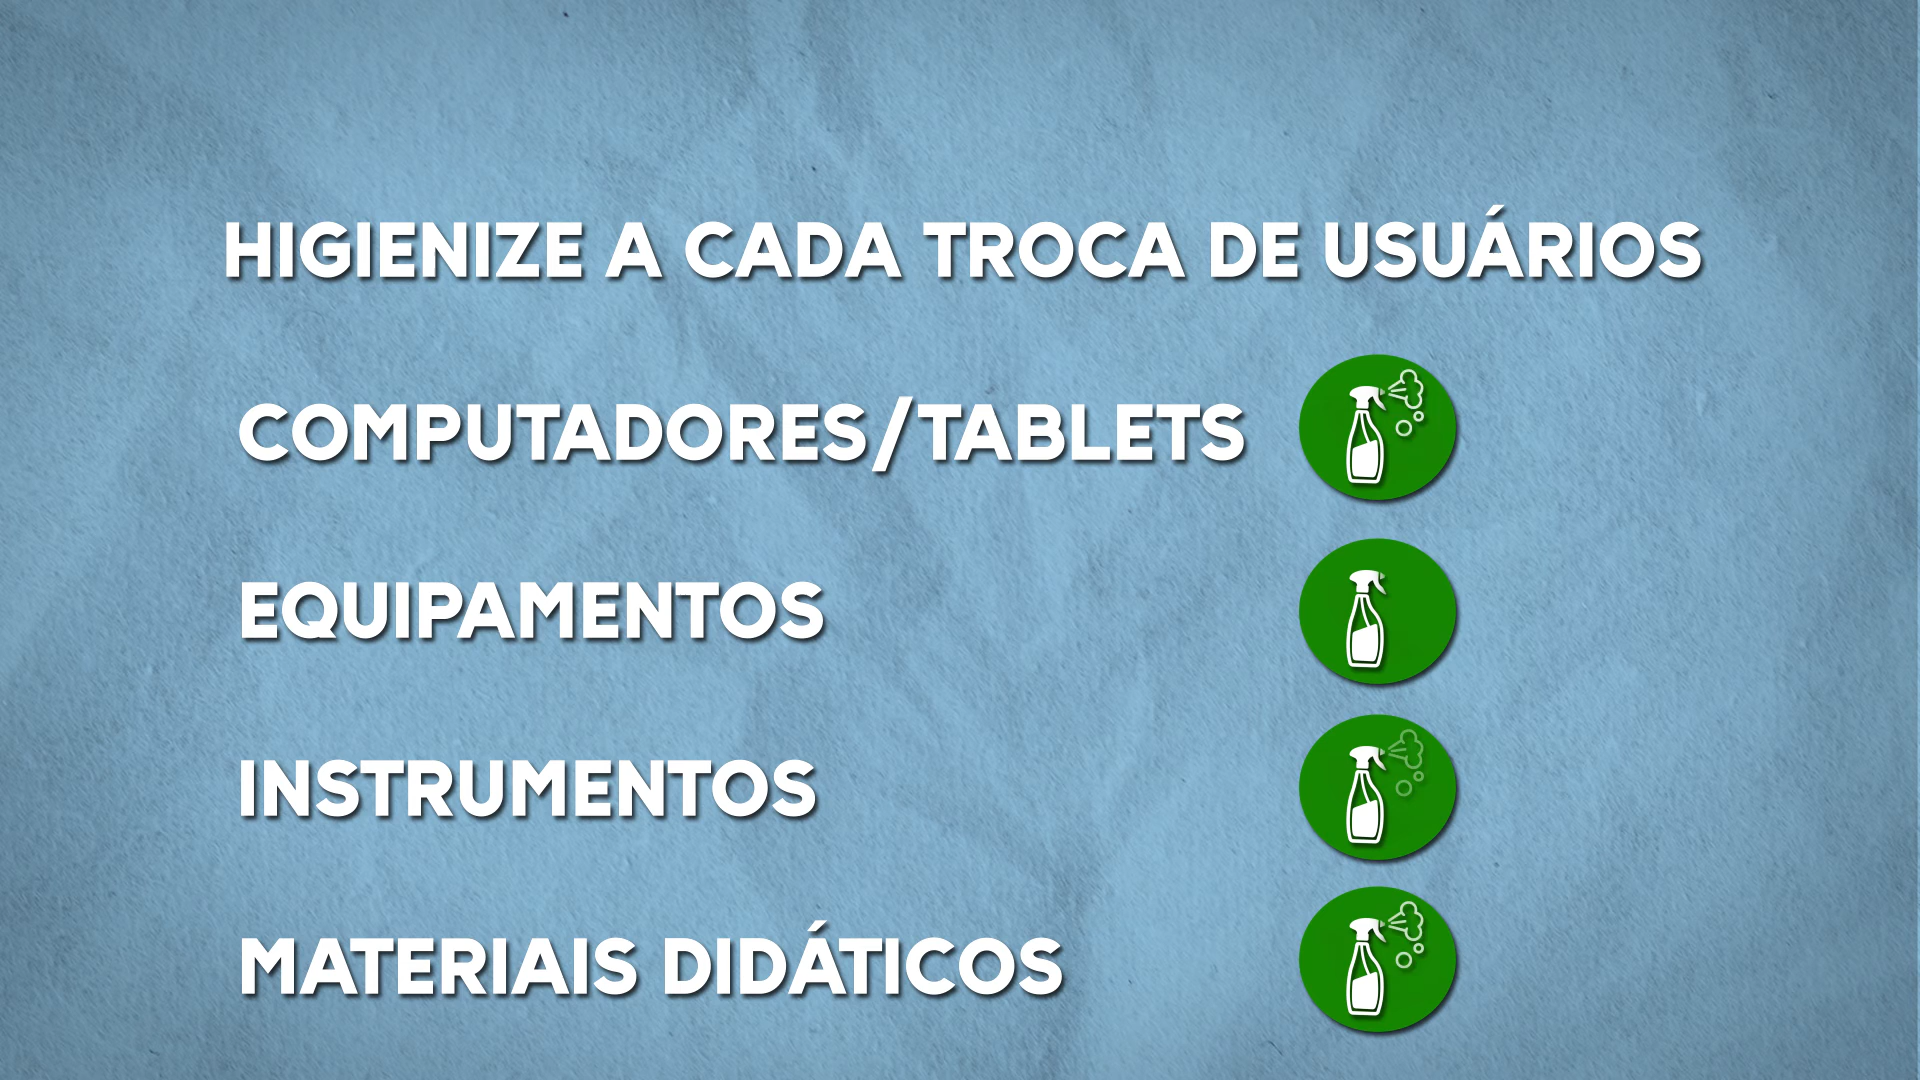 HIGIENIZE A CADA TROCA DE USUÁRIOS
COMPUTADORES/TABLETS
EQUIPAMENTOS
INSTRUMENTOS
MATERIAIS DIDÁTICOS